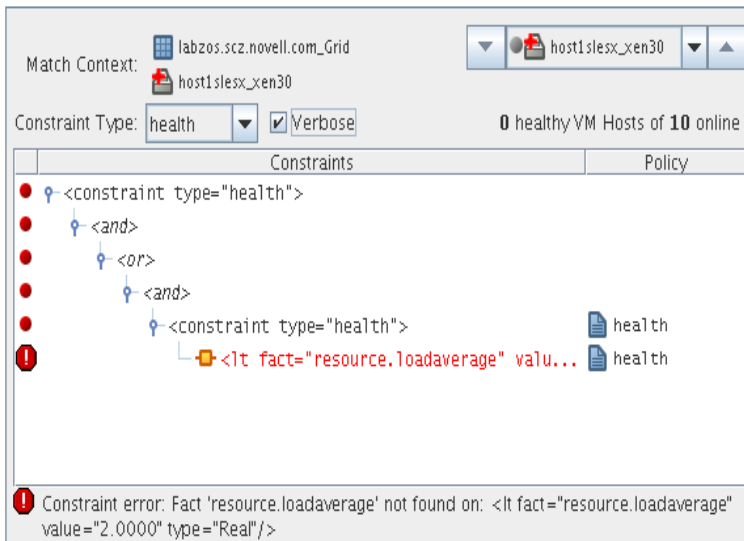 Match Context:
labzos.scz.novell.com_Grid
host1slesx_xen30
host1slesx_xen30
Constraint Type: health Verbose 0 healthy VM Hosts of 10 online
Constraints Policy
<constraint type="health">
<and>
<or>
<and>
<constraint type="health"> health
<lt fact="resource.loadaverage" valu... health
Constraint error: Fact 'resource.loadaverage' not found on: <lt fact="resource.loadaverage"
value="2.0000" type="Real"/>